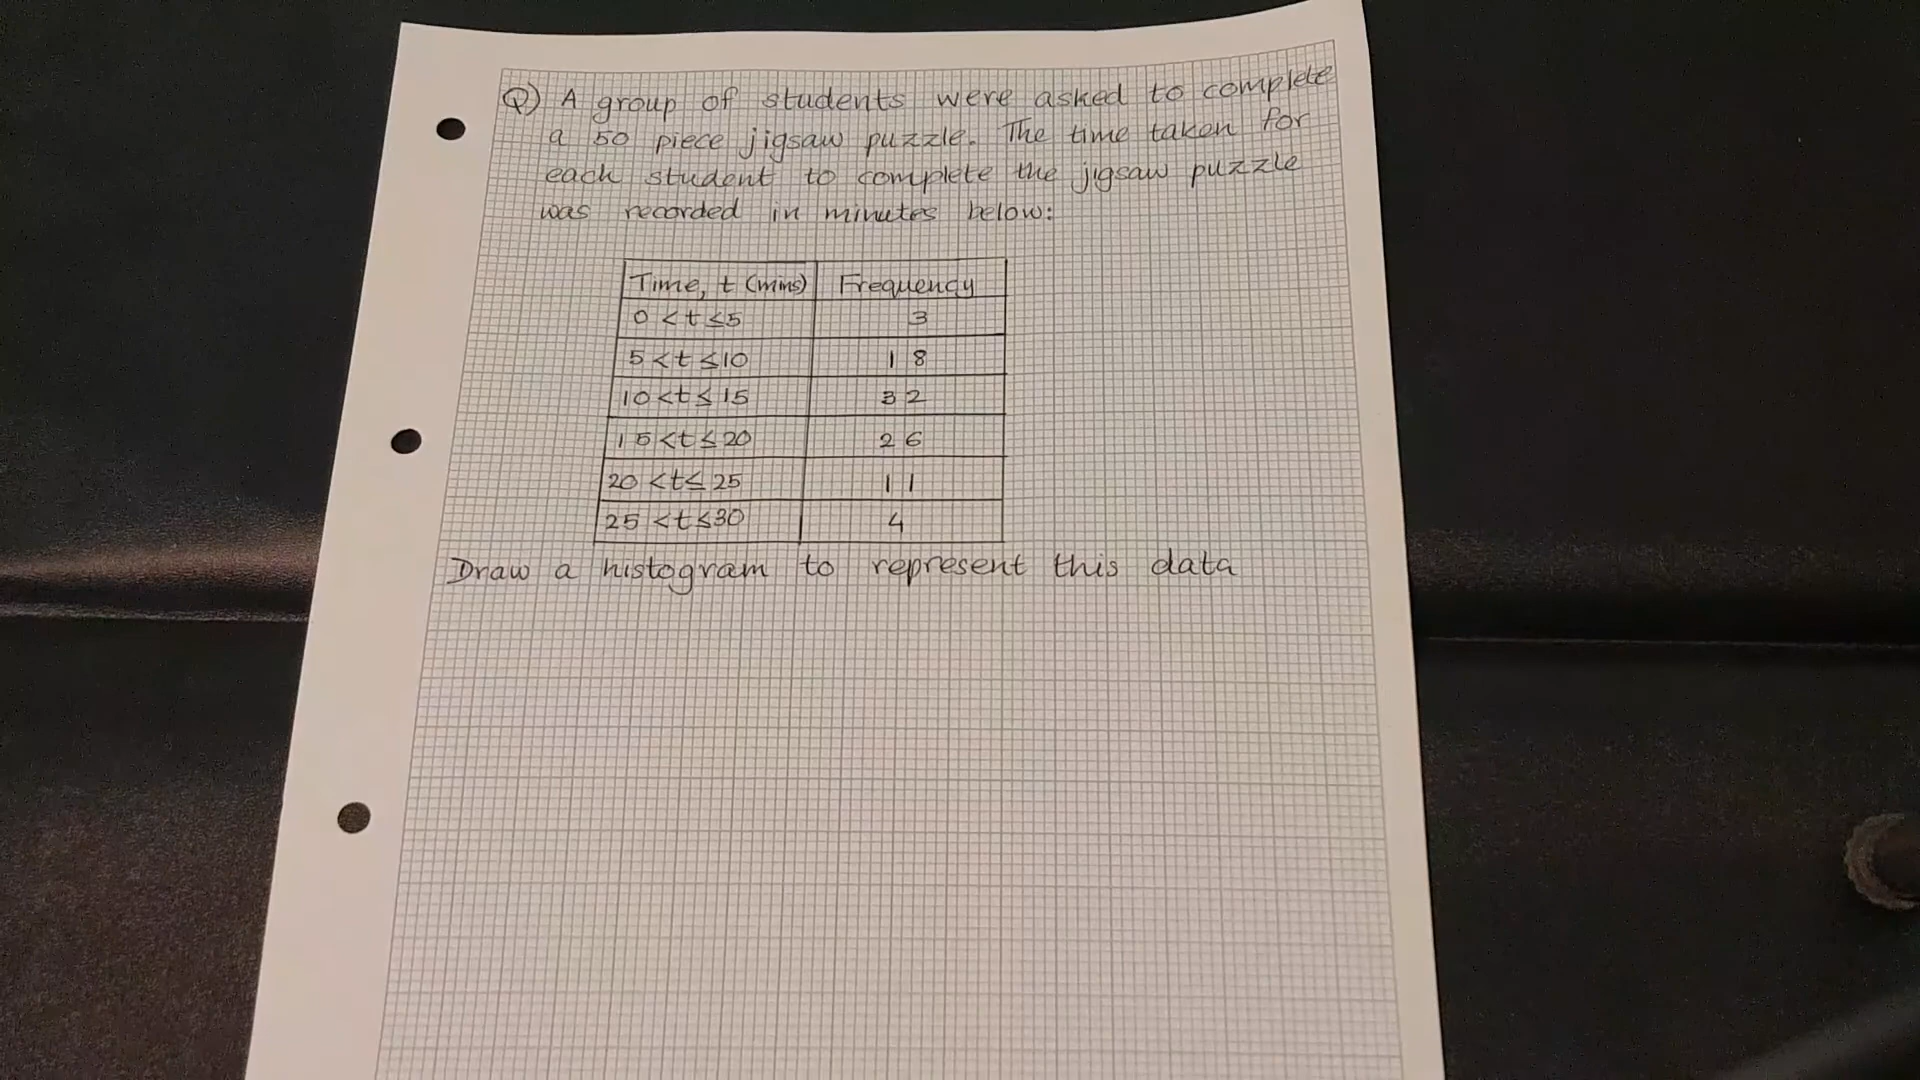 Q) A group of students were asked to complete
a 50 piece jigsaw puzzle. The time taken for
each student to complete the jigsaw puzzle
was recorded in minutes below:
Time, t (mins) Frequency
0 < t ≤ 5 3
5 < t ≤ 10 18
10 < t ≤ 15 32
15 < t ≤ 20 26
20 < t ≤ 25 11
25 < t ≤ 30 4
Draw a histogram to represent this data